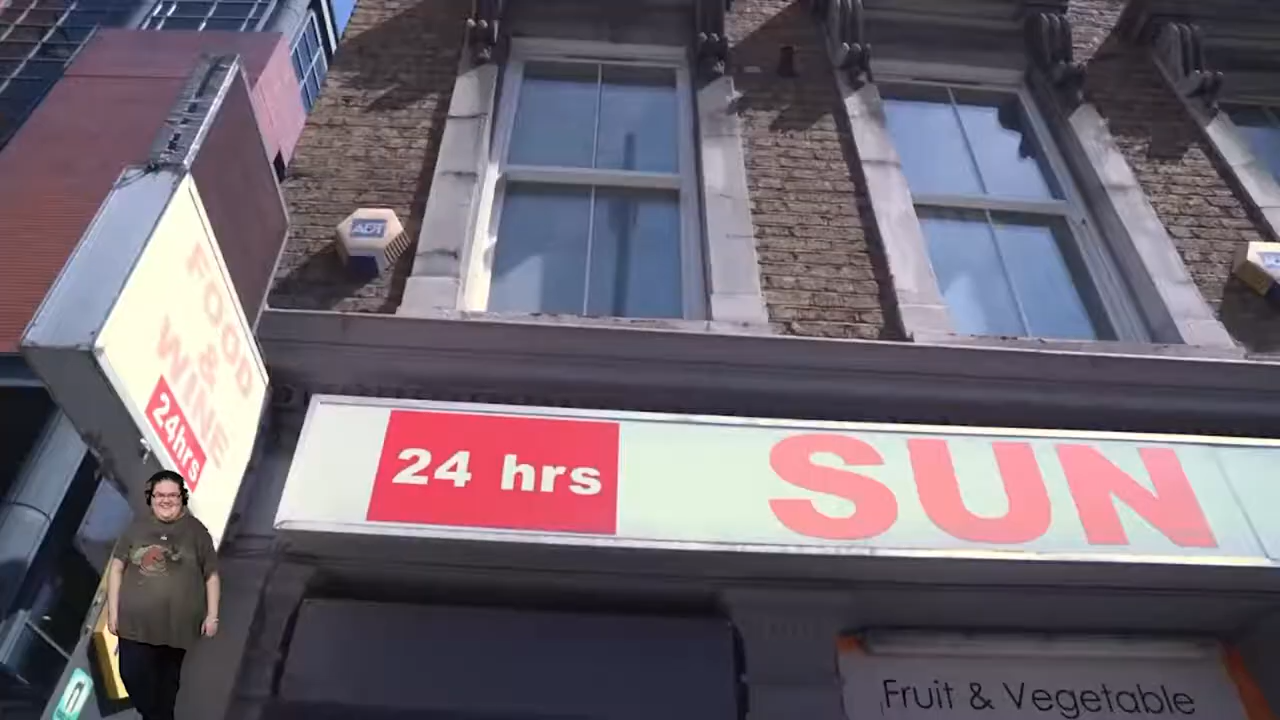 FOOD
&
WINE
24hrs
ADT
24 hrs
SUN
Fruit & Vegetable